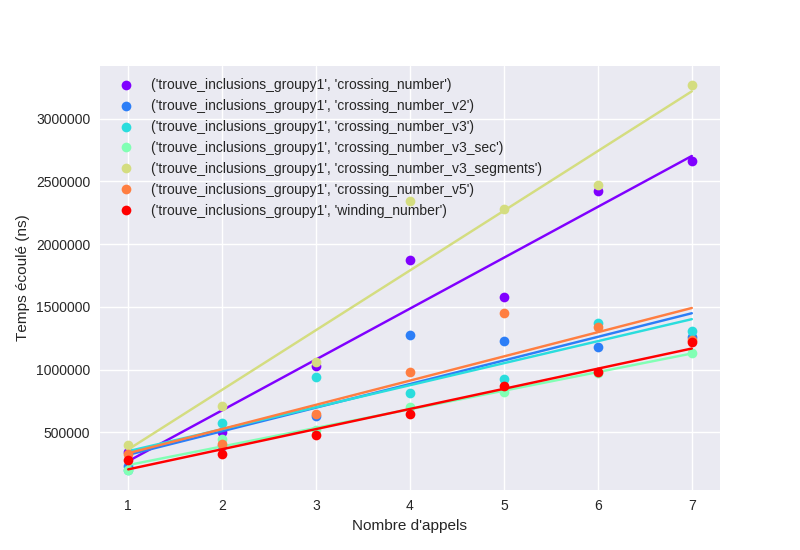 ('trouve_inclusions_groupy1', 'crossing_number')
('trouve_inclusions_groupy1', 'crossing_number_v2')
('trouve_inclusions_groupy1', 'crossing_number_v3')
('trouve_inclusions_groupy1', 'crossing_number_v3_sec')
('trouve_inclusions_groupy1', 'crossing_number_v3_segments')
('trouve_inclusions_groupy1', 'crossing_number_v5')
('trouve_inclusions_groupy1', 'winding_number')
3000000
2500000
2000000
1500000
1000000
500000
Temps écoulé (ns)
1 2 3 4 5 6 7
Nombre d'appels